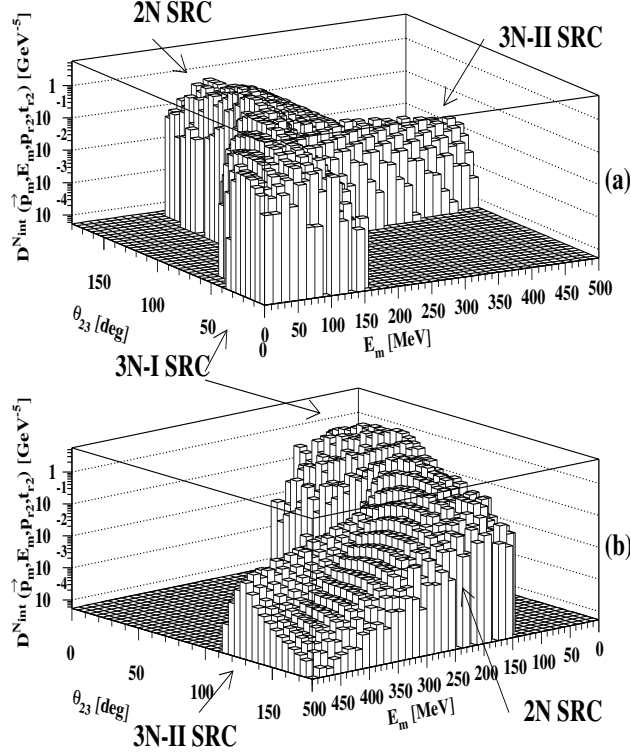 2N SRC
3N-II SRC
D^N_int (p⃗_m, E_m, p_r2, t_r2) [GeV^-5]
1
10 -1
10 -2
10 -3
10 -4
(a)
150
100
50
0
θ_23 [deg]
0 50 100 150 200 250 300 350 400 450 500
E_m [MeV]
3N-I SRC
D^N_int (p⃗_m, E_m, p_r2, t_r2) [GeV^-5]
1
10 -1
10 -2
10 -3
10 -4
(b)
0
50
100
150
θ_23 [deg]
500 450 400 350 300 250 200 150 100 50 0
E_m [MeV]
2N SRC
3N-II SRC